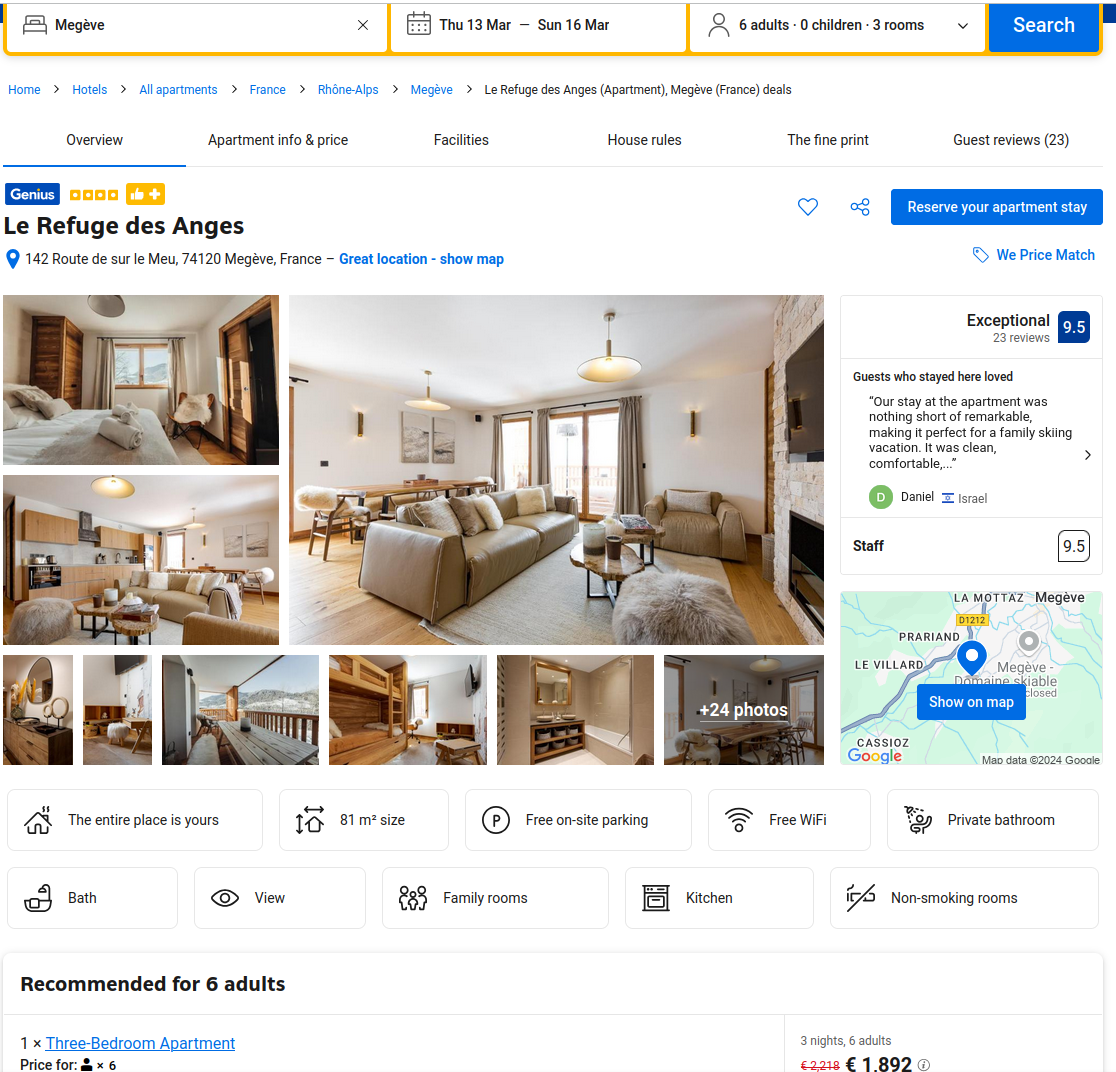 Megève
Thu 13 Mar — Sun 16 Mar
6 adults · 0 children · 3 rooms
Search
Home > Hotels > All apartments > France > Rhône-Alps > Megève > Le Refuge des Anges (Apartment), Megève (France) deals
Overview
Apartment info & price
Facilities
House rules
The fine print
Guest reviews (23)
Genius
Le Refuge des Anges
Reserve your apartment stay
142 Route de sur le Meu, 74120 Megève, France – Great location - show map
We Price Match
Exceptional
23 reviews
9.5
Guests who stayed here loved
“Our stay at the apartment was
nothing short of remarkable,
making it perfect for a family skiing
vacation. It was clean,
comfortable,...”
D
Daniel
Israel
Staff
9.5
+24 photos
LA MOTTAZ
Megève
D1212
PRARIAND
LE VILLARD
Megève -
Domaine skiable
closed
Show on map
CASSIOZ
Google
Map data ©2024 Google
The entire place is yours
81 m² size
P
Free on-site parking
Free WiFi
Private bathroom
Bath
View
Family rooms
Kitchen
Non-smoking rooms
Recommended for 6 adults
1 × Three-Bedroom Apartment
Price for: × 6
3 nights, 6 adults
€ 2,218 € 1,892